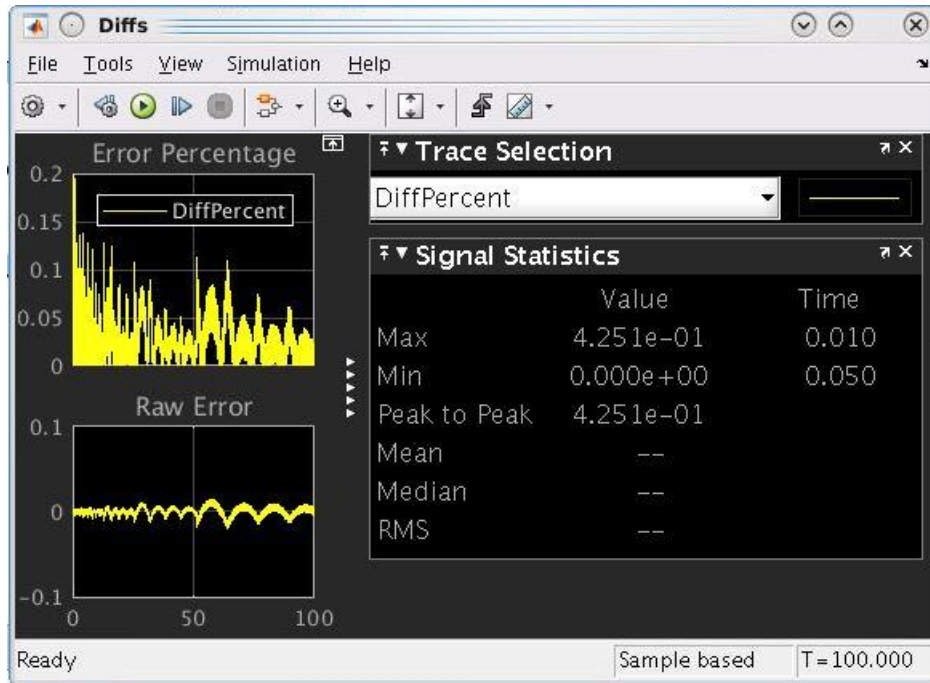 Diffs
File Tools View Simulation Help
Error Percentage
0.2
0.15
0.1
0.05
0
DiffPercent
Raw Error
0.1
0
-0.1
0 50 100
Trace Selection
DiffPercent
Signal Statistics
Value Time
Max 4.251e-01 0.010
Min 0.000e+00 0.050
Peak to Peak 4.251e-01
Mean --
Median --
RMS --
Ready Sample based T=100.000